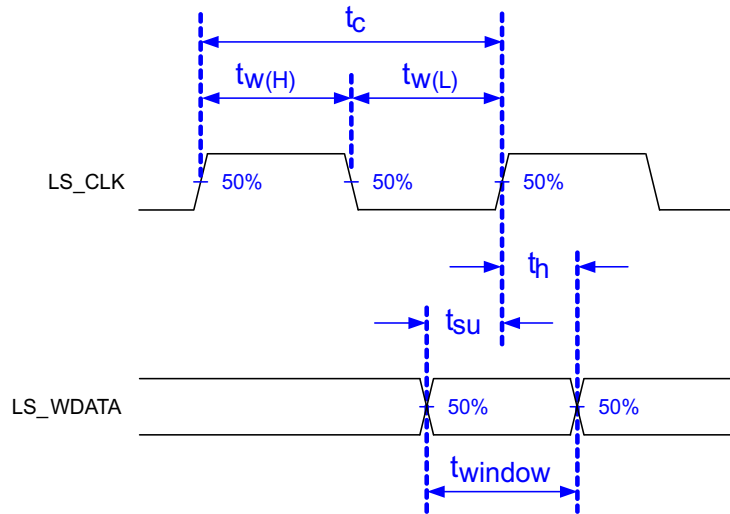 tc
tw(H) tw(L)
LS_CLK 50% 50% 50%
th
tsu
LS_WDATA 50% 50%
twindow